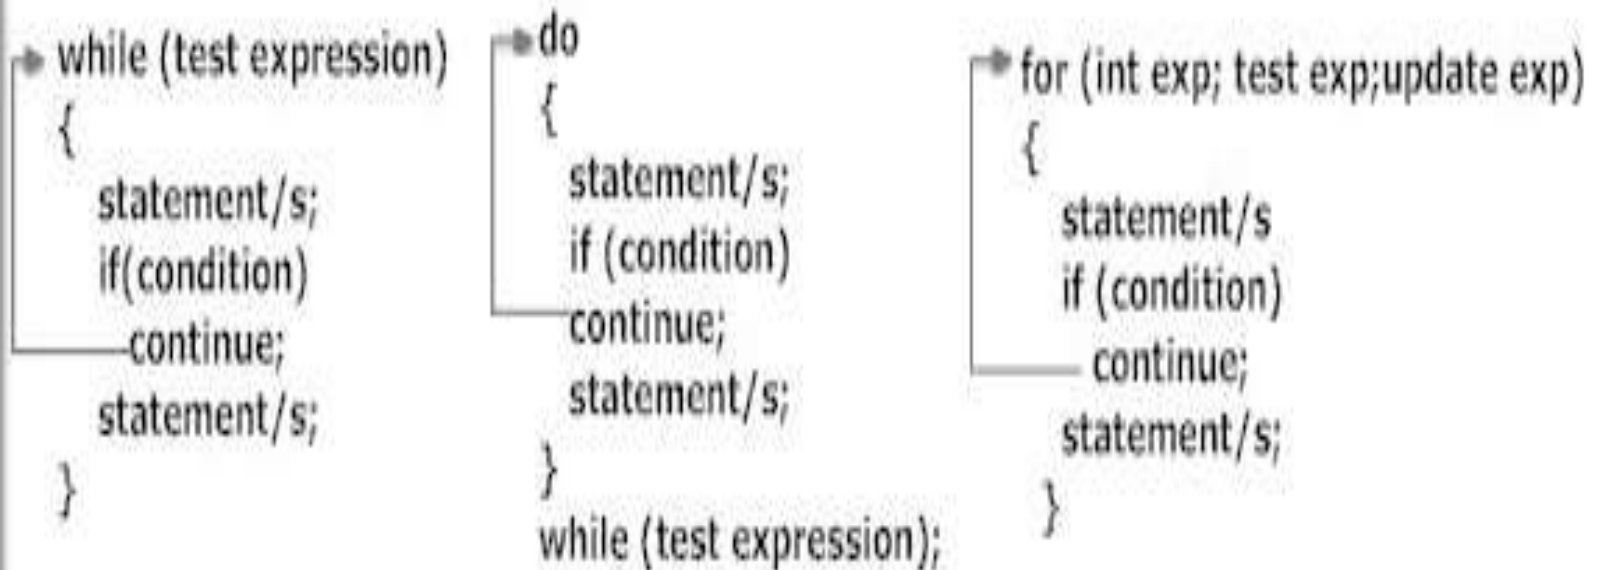 while (test expression)
{
statement/s;
if(condition)
continue;
statement/s;
}
do
{
statement/s;
if (condition)
continue;
statement/s;
}
while (test expression);
for (int exp; test exp;update exp)
{
statement/s
if (condition)
continue;
statement/s;
}